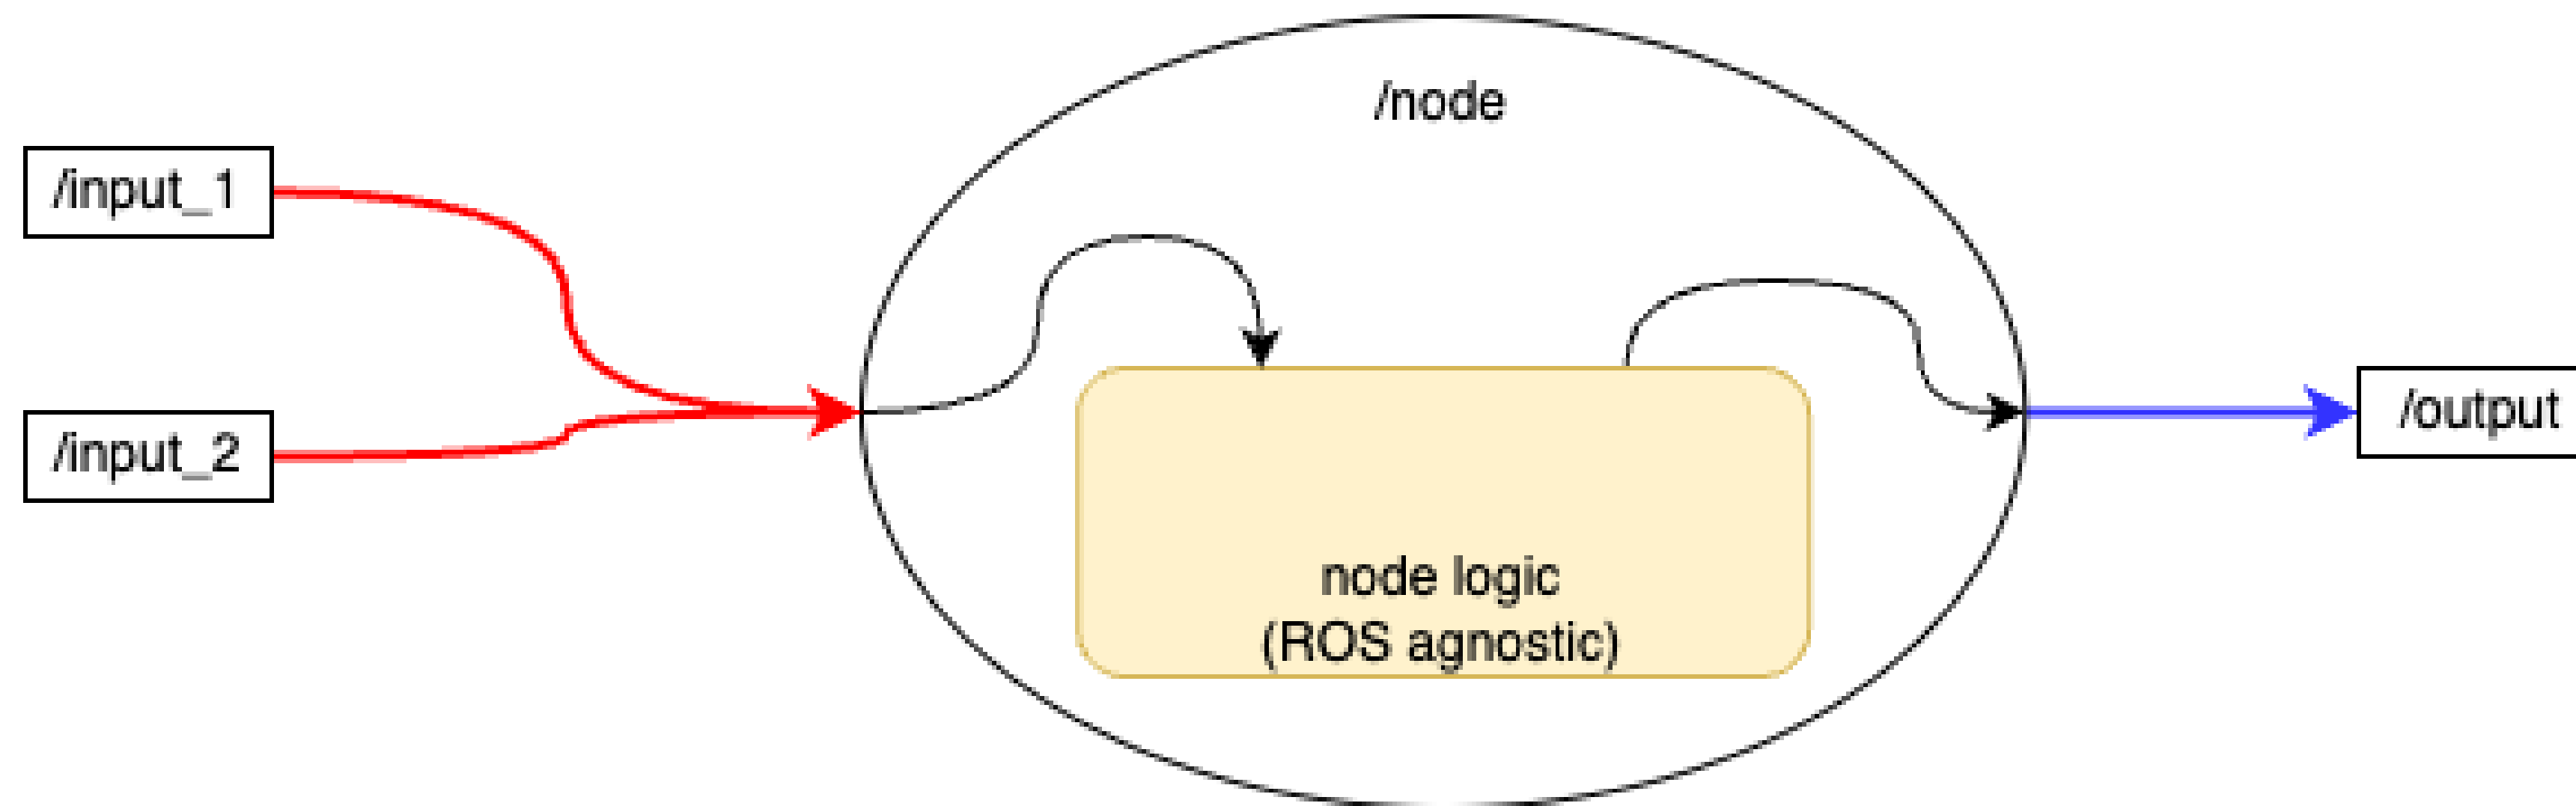 /node
/input_1
/input_2
/output
node logic
(ROS agnostic)